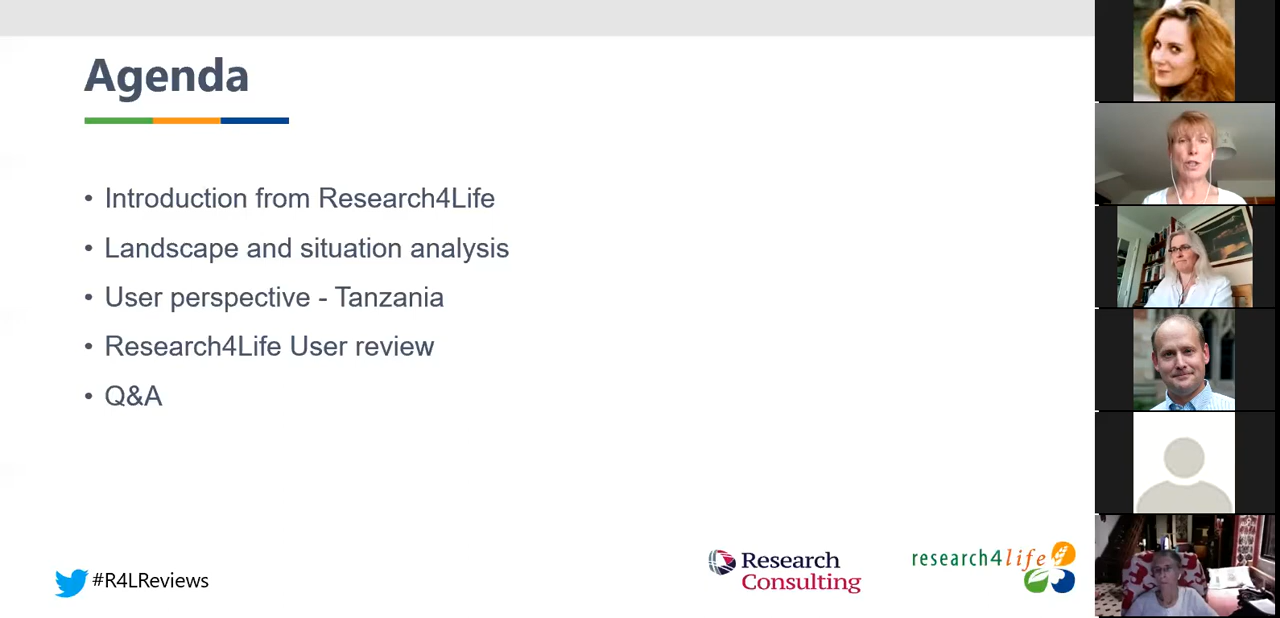 Agenda
• Introduction from Research4Life
• Landscape and situation analysis
• User perspective - Tanzania
• Research4Life User review
• Q&A
#R4LReviews
Research
Consulting
research4life